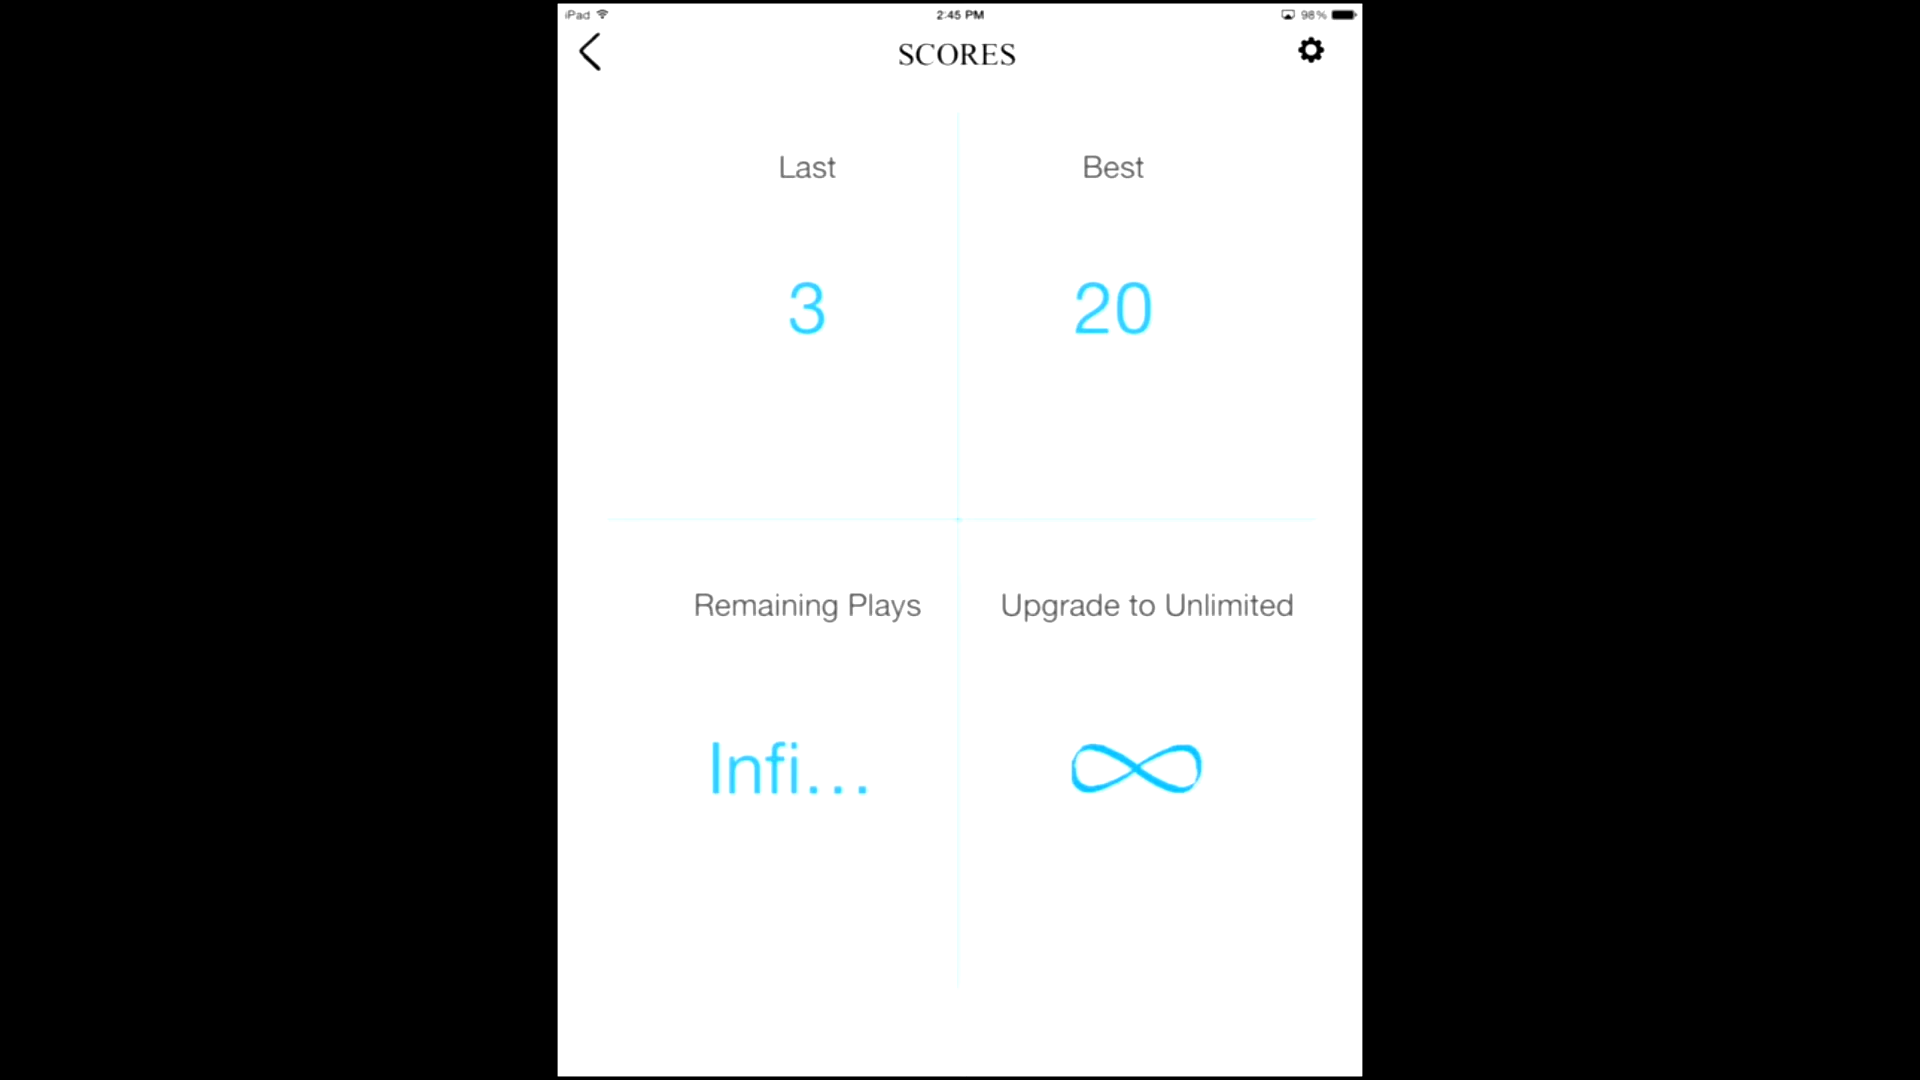 iPad 2:45 PM 98%
SCORES
Last Best
3 20
Remaining Plays Upgrade to Unlimited
Infi...